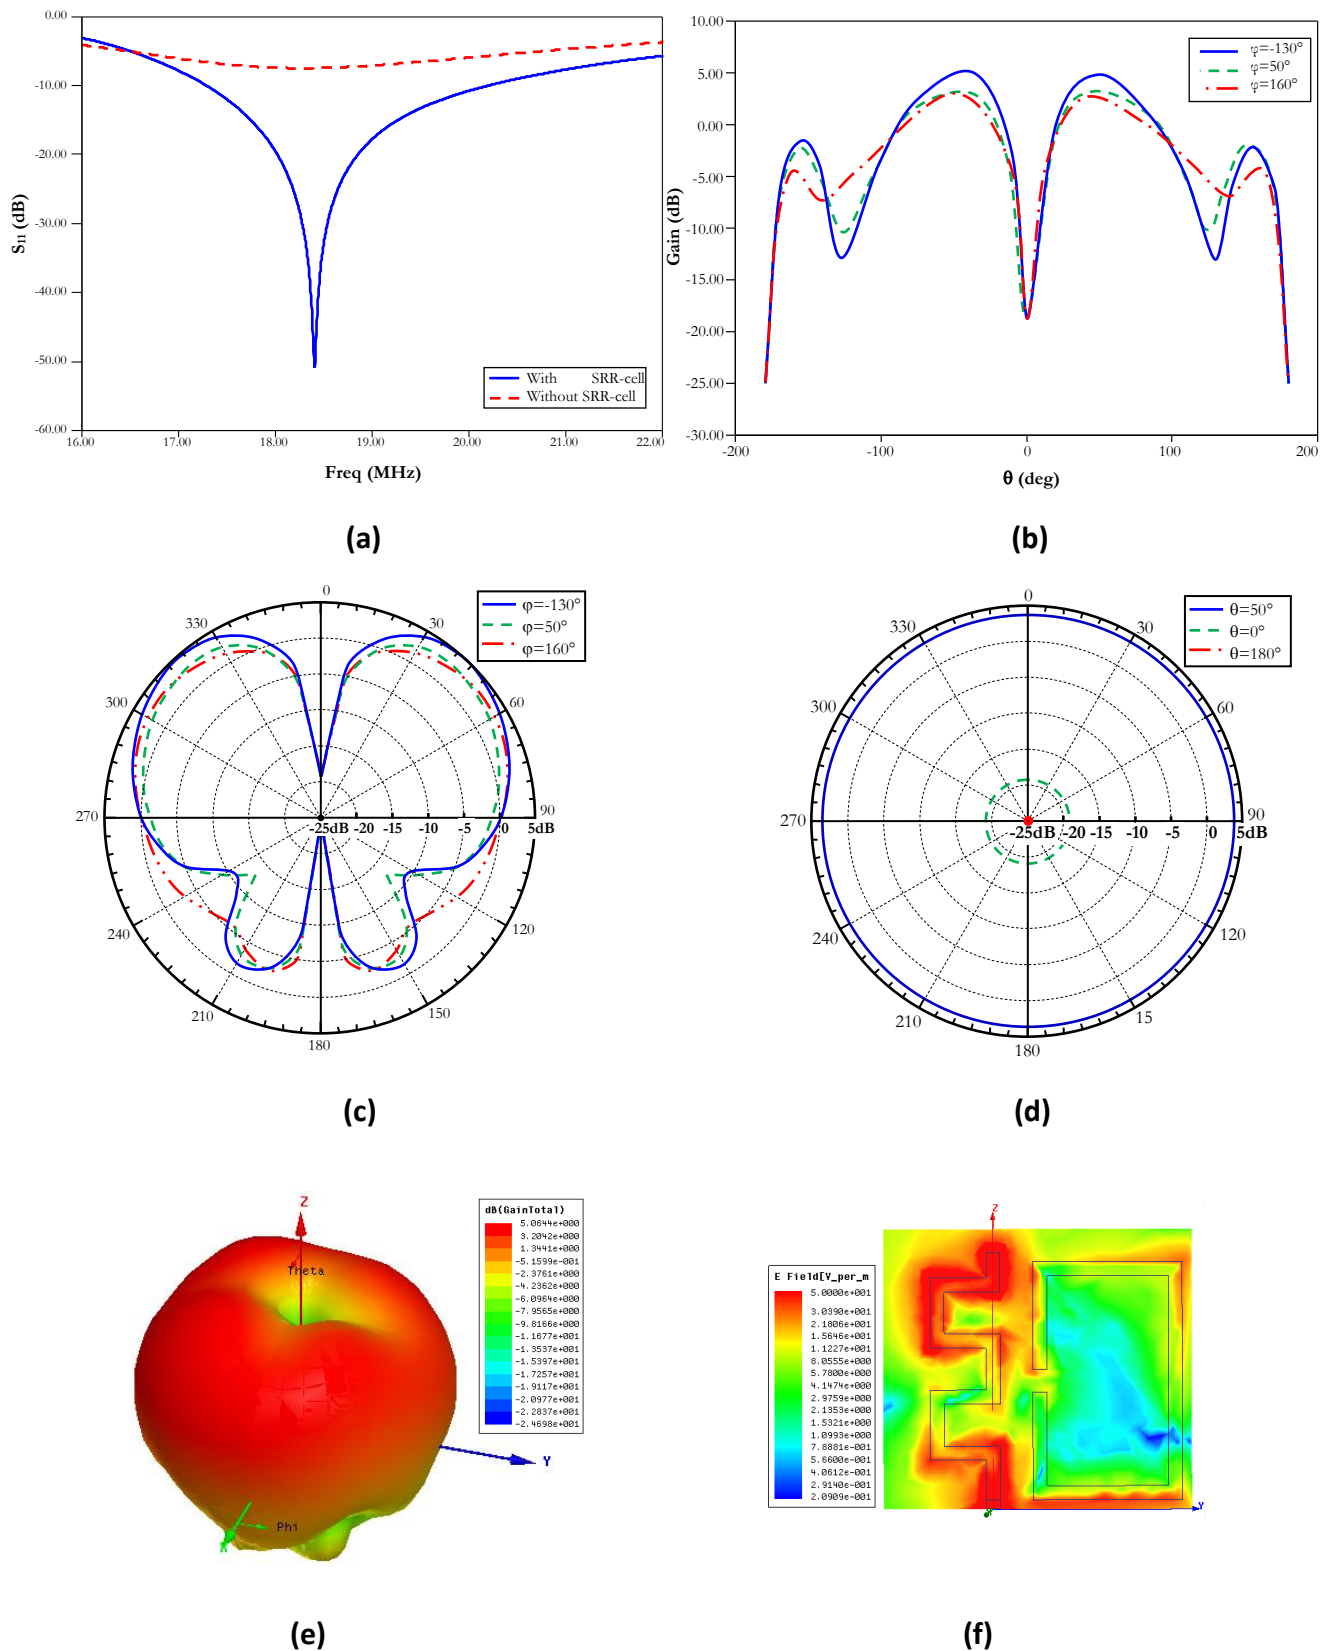 0.00
-10.00
-20.00
-30.00
-40.00
-50.00
-60.00
S11 (dB)
16.00 17.00 18.00 19.00 20.00 21.00 22.00
Freq (MHz)
With SRR-cell
Without SRR-cell
(a)
10.00
5.00
0.00
-5.00
-10.00
-15.00
-20.00
-25.00
-30.00
Gain (dB)
-200 -100 0 100 200
θ (deg)
φ=-130°
φ=50°
φ=160°
(b)
φ=-130°
φ=50°
φ=160°
0
30
60
90
120
150
180
210
240
270
300
330
-25dB -20 -15 -10 -5 0 5dB
(c)
θ=50°
θ=0°
θ=180°
0
30
60
90
120
15
180
210
240
270
300
330
-25dB -20 -15 -10 -5 0 5dB
(d)
Z
Theta
Y
Phi
X
dB(GainTotal)
5.0644e+000
3.2042e+000
1.3441e+000
-5.1599e-001
-2.3761e+000
-4.2362e+000
-6.0964e+000
-7.9565e+000
-9.8166e+000
-1.1677e+001
-1.3537e+001
-1.5397e+001
-1.7257e+001
-1.9117e+001
-2.0977e+001
-2.2837e+001
-2.4698e+001
(e)
E Field[V_per_m
5.0000e+001
3.0390e+001
2.1806e+001
1.5646e+001
1.1227e+001
8.0555e+000
5.7800e+000
4.1474e+000
2.9759e+000
2.1353e+000
1.5321e+000
1.0993e+000
7.8881e-001
5.6600e-001
4.0612e-001
2.9140e-001
2.0909e-001
Z
Y
(f)